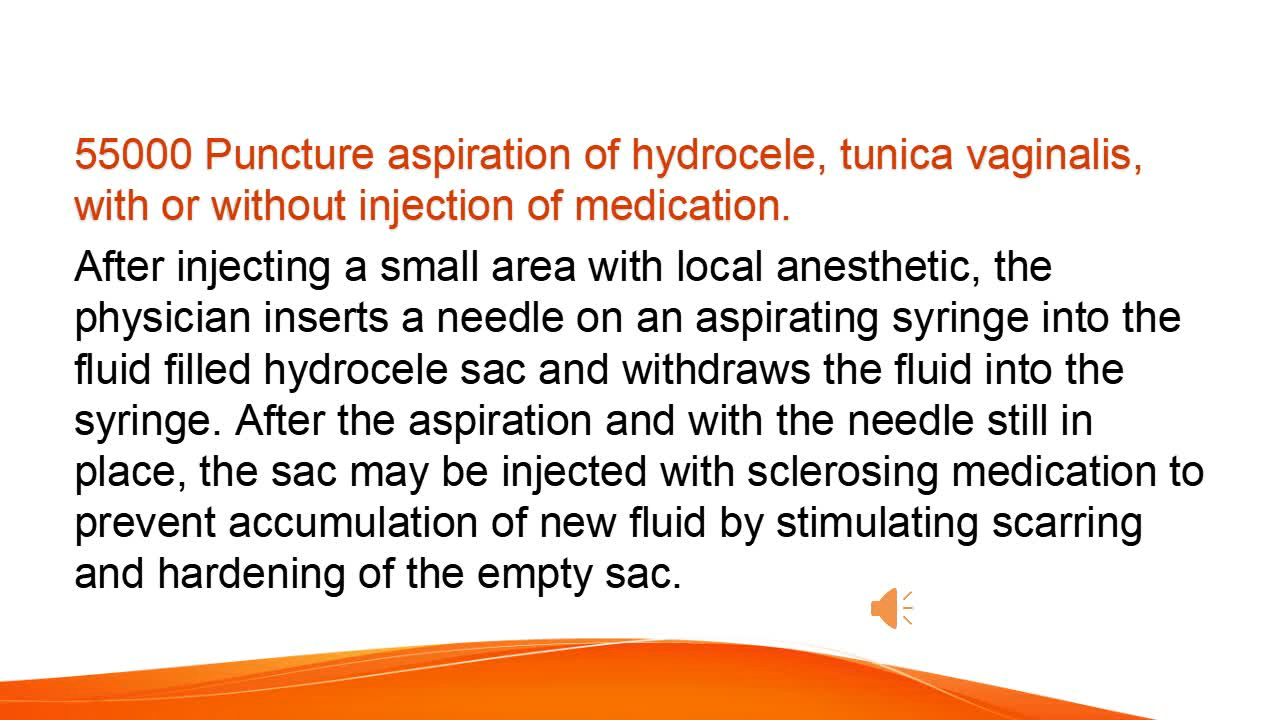 55000 Puncture aspiration of hydrocele, tunica vaginalis,
with or without injection of medication.
After injecting a small area with local anesthetic, the
physician inserts a needle on an aspirating syringe into the
fluid filled hydrocele sac and withdraws the fluid into the
syringe. After the aspiration and with the needle still in
place, the sac may be injected with sclerosing medication to
prevent accumulation of new fluid by stimulating scarring
and hardening of the empty sac.